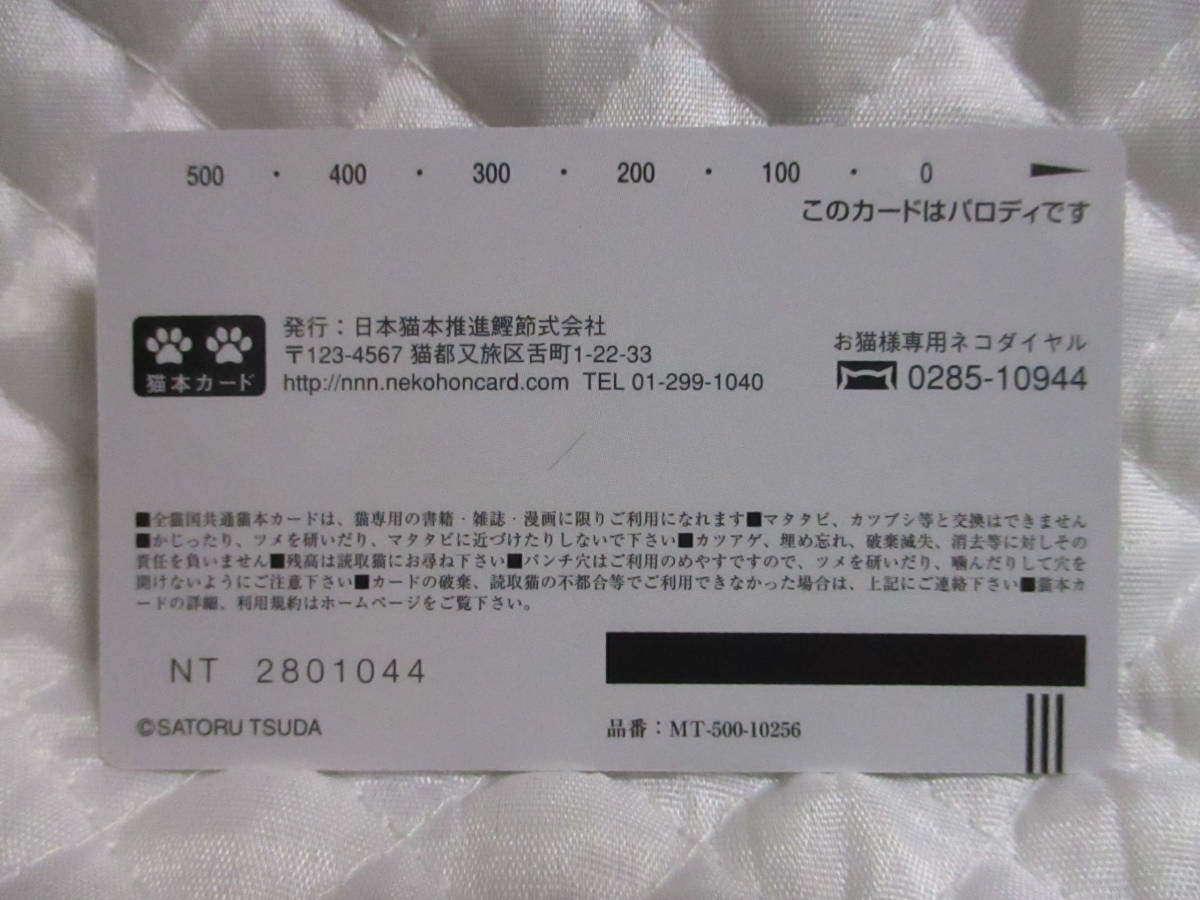 500 ・ 400 ・ 300 ・ 200 ・ 100 ・ 0
このカードはパロディです
猫本カード
発行：日本猫本推進鰹節式会社
〒123-4567 猫都又旅区舌町1-22-33
http://nnn.nekohoncard.com TEL 01-299-1040
お猫様専用ネコダイヤル
0285-10944
■全猫国共通猫本カードは、猫専用の書籍・雑誌・漫画に限りご利用になれます■マタタビ、カツブシ等と交換はできません
■かじったり、ツメを研いだり、マタタビに近づけたりしないで下さい■カツアゲ、埋め忘れ、破棄滅失、消去等に対しその
責任を負いません■残高は読取猫にお尋ね下さい■パンチ穴はご利用のめやすですので、ツメを研いだり、噛んだりして穴を
開けないようにご注意下さい■カードの破棄、読取猫の不都合等でご利用できなかった場合は、上記にご連絡下さい■猫本カ
ードの詳細、利用規約はホームページをご覧下さい。
NT 2801044
©SATORU TSUDA
品番：MT-500-10256